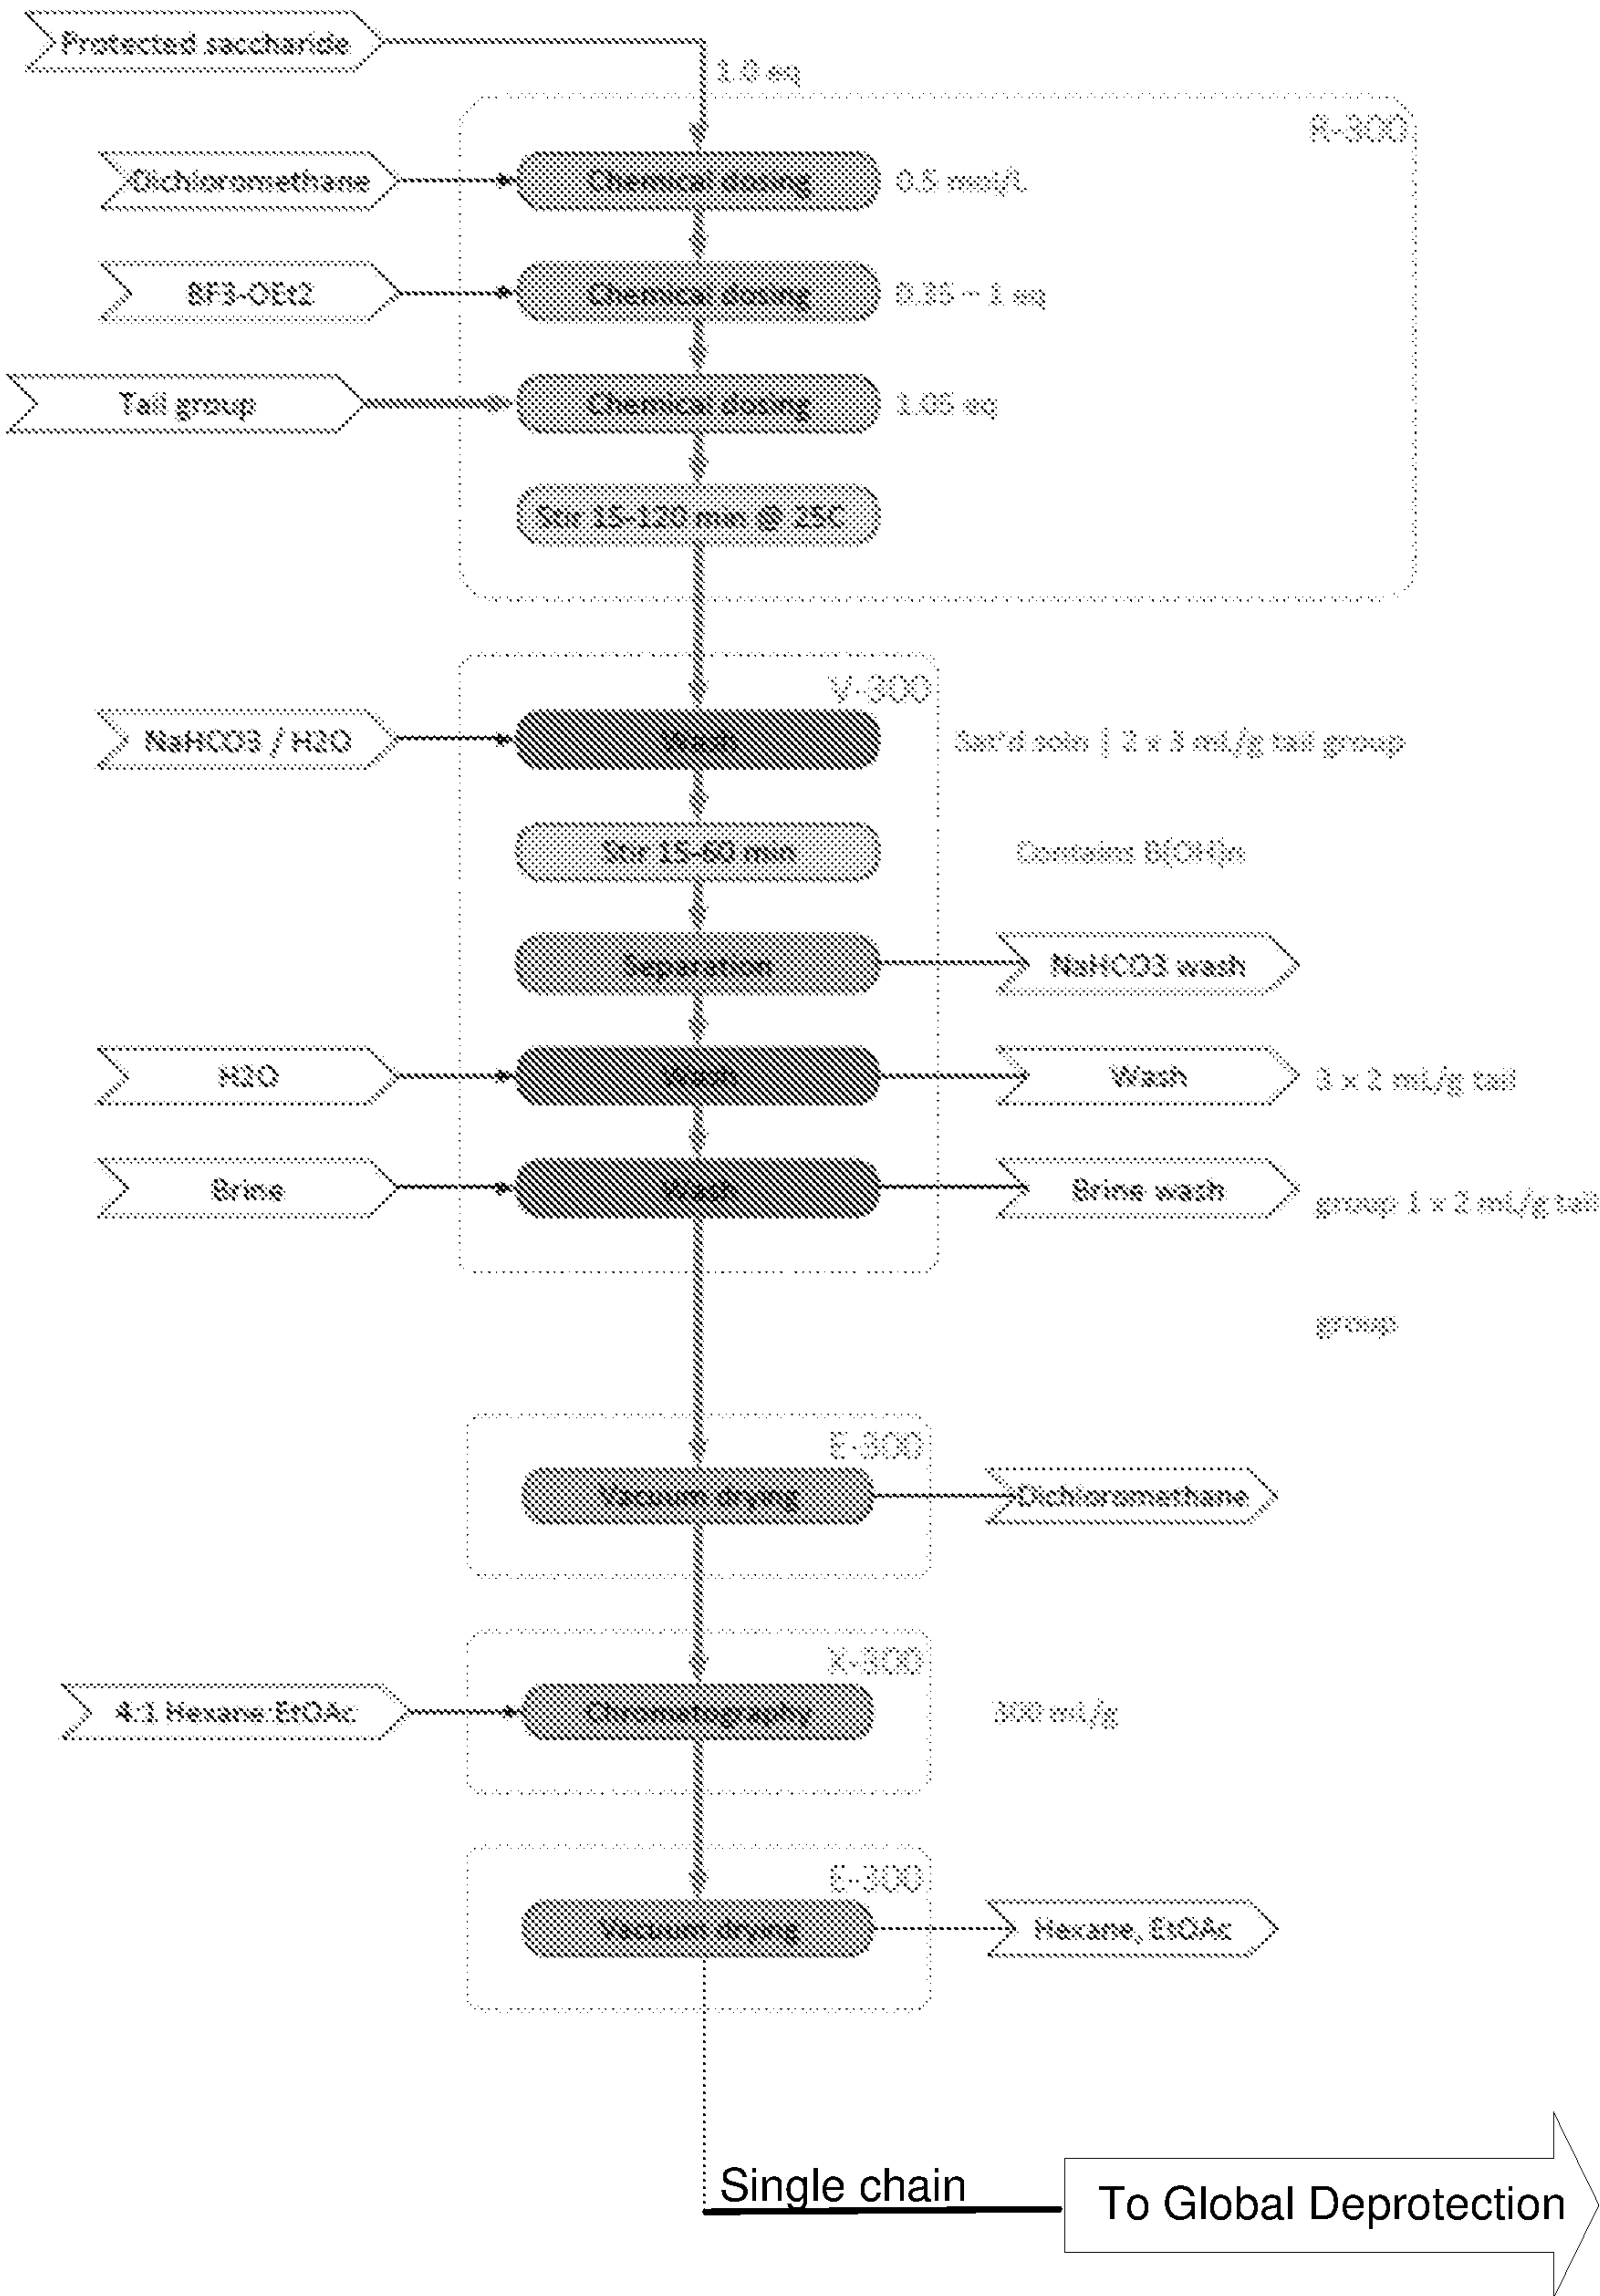 Protected saccharide
1.0 eq
R-300
Dichloromethane
Chemical dosing
0.5 mol/L
BF3-OEt2
Chemical dosing
0.35 – 1 eq
Tail group
Chemical dosing
1.05 eq
Stir 15-120 min @ 25C
V-300
NaHCO3 / H2O
Wash
Sat'd soln | 2 x 3 mL/g tail group
Stir 15-60 min
Contains B(OH)n
Separation
NaHCO3 wash
H2O
Wash
Wash
3 x 2 mL/g tail
Brine
Wash
Brine wash
group 1 x 2 mL/g tail
group
E-300
Vacuum drying
Dichloromethane
X-300
4:1 Hexane:EtOAc
Chromatography
300 mL/g
E-300
Vacuum drying
Hexane, EtOAc
Single chain
To Global Deprotection